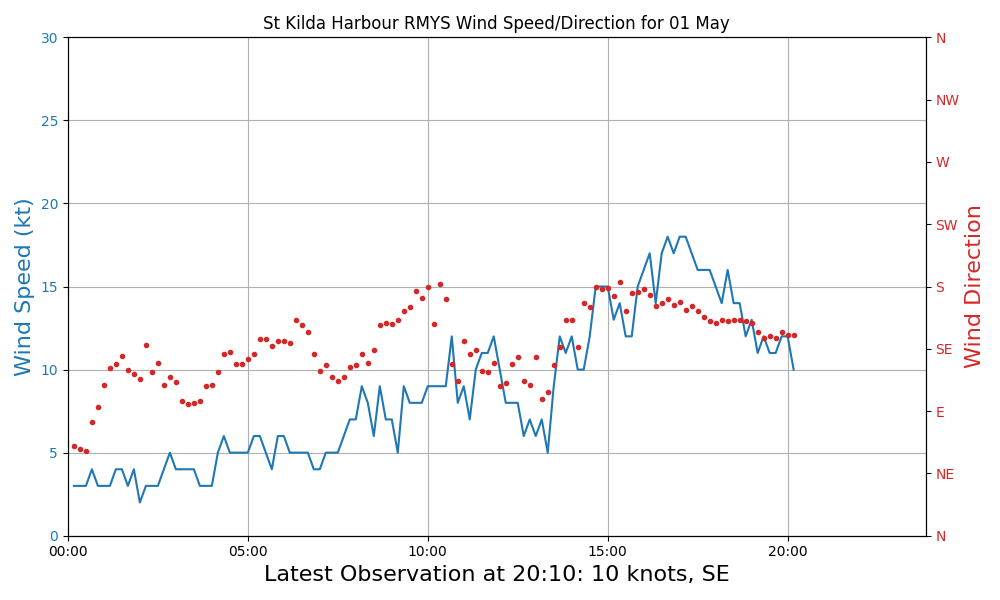 St Kilda Harbour RMYS Wind Speed/Direction for 01 May
30
25
20
15
10
5
0
Wind Speed (kt)
N
NW
W
SW
S
SE
E
NE
N
Wind Direction
00:00 05:00 10:00 15:00 20:00
Latest Observation at 20:10: 10 knots, SE